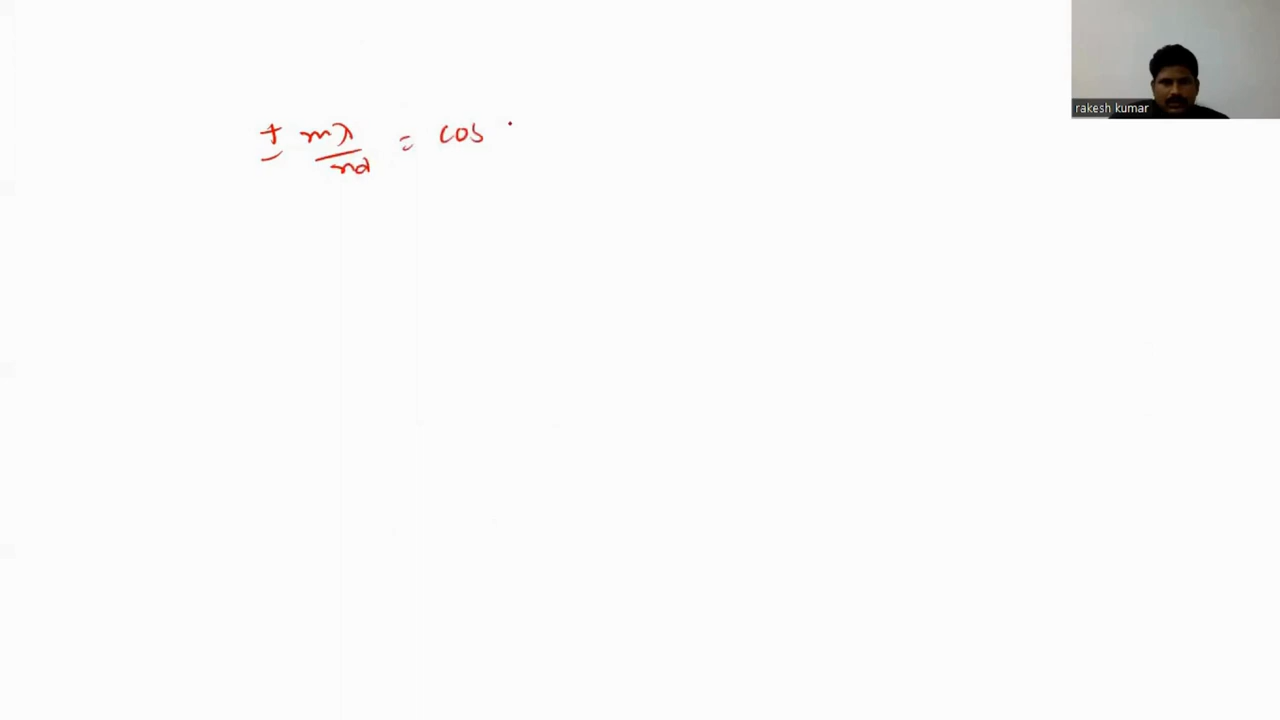 ± mλ/nd = cos
rakesh kumar